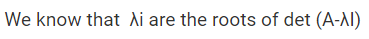 We know that λi are the roots of det (A-λI)